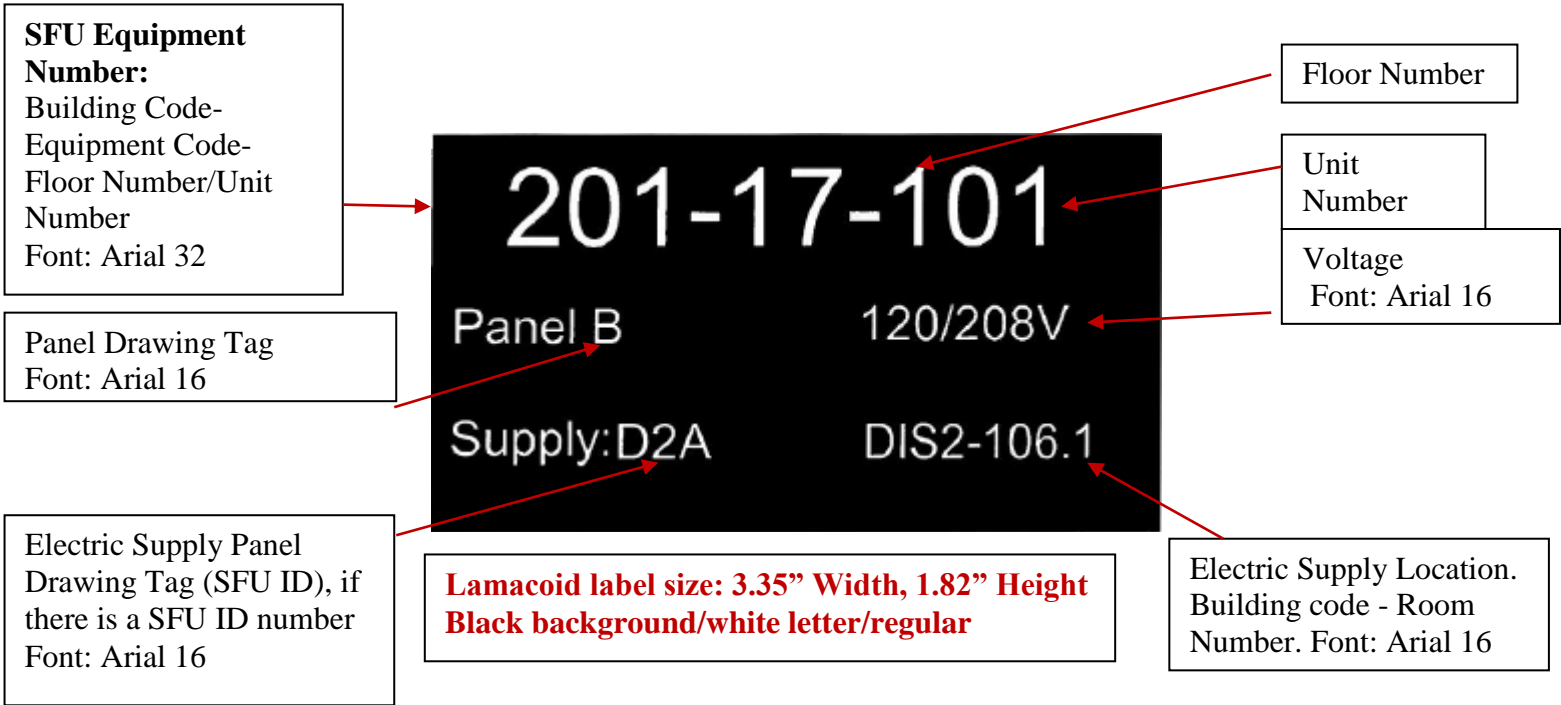 SFU Equipment
Number:
Building Code-
Equipment Code-
Floor Number/Unit
Number
Font: Arial 32
Floor Number
Unit
Number
Voltage
Font: Arial 16
201-17-101
Panel B 120/208V
Supply:D2A DIS2-106.1
Panel Drawing Tag
Font: Arial 16
Electric Supply Panel
Drawing Tag (SFU ID), if
there is a SFU ID number
Font: Arial 16
Lamacoid label size: 3.35” Width, 1.82” Height
Black background/white letter/regular
Electric Supply Location.
Building code - Room
Number. Font: Arial 16